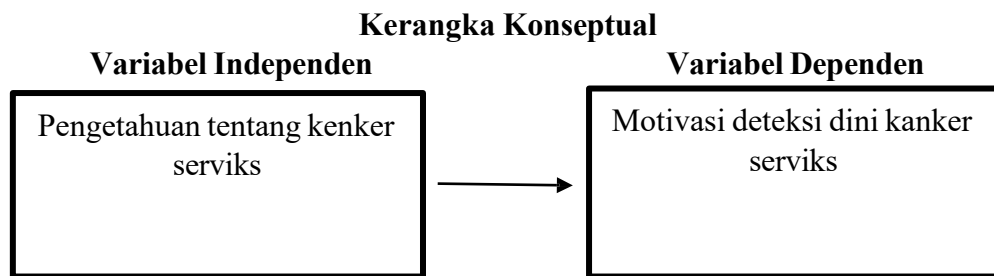 Kerangka Konseptual
Variabel Independen
Variabel Dependen
Pengetahuan tentang kenker
serviks
Motivasi deteksi dini kanker
serviks